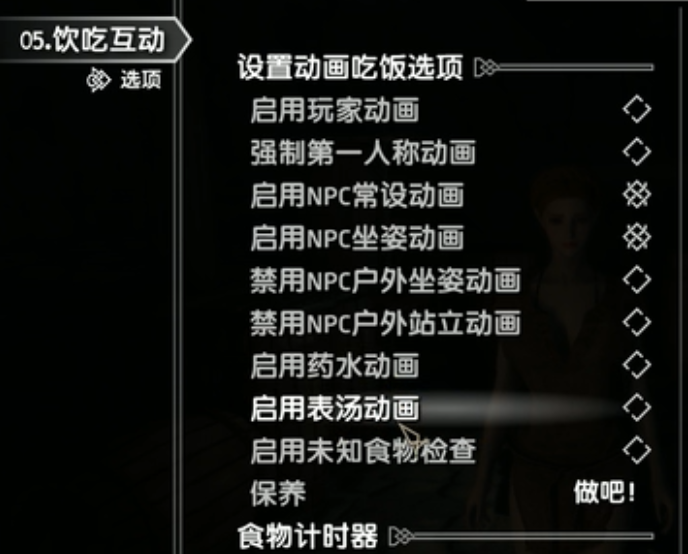 05.饮吃互动
选项
设置动画吃饭选项
启用玩家动画
强制第一人称动画
启用NPC常设动画
启用NPC坐姿动画
禁用NPC户外坐姿动画
禁用NPC户外站立动画
启用药水动画
启用表汤动画
启用未知食物检查
保养 做吧!
食物计时器